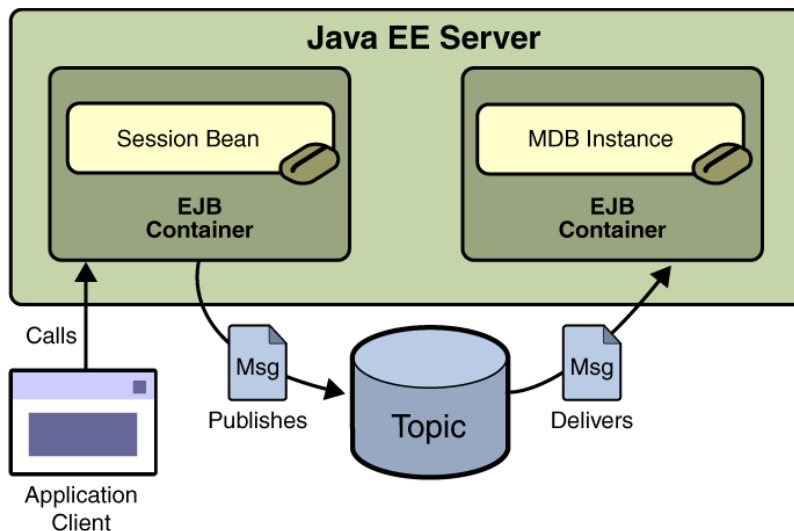 Java EE Server
Session Bean
EJB
Container
MDB Instance
EJB
Container
Calls
Msg
Publishes
Topic
Msg
Delivers
Application
Client